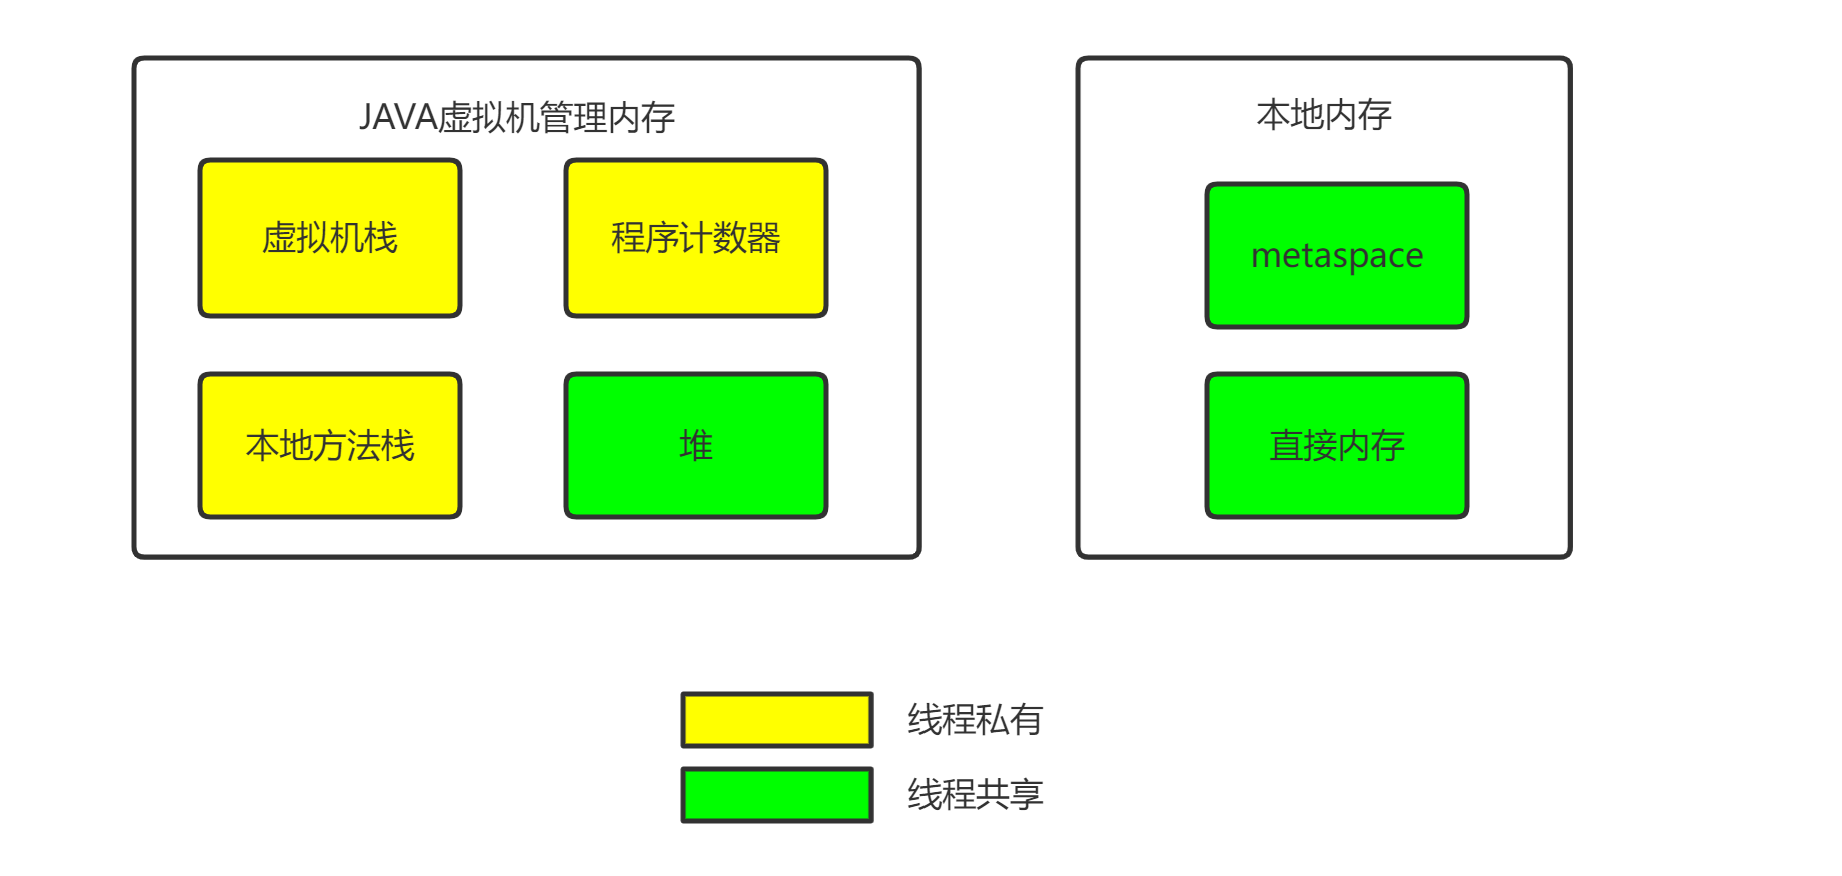 JAVA虚拟机管理内存
虚拟机栈
程序计数器
本地方法栈
堆
本地内存
metaspace
直接内存
线程私有
线程共享